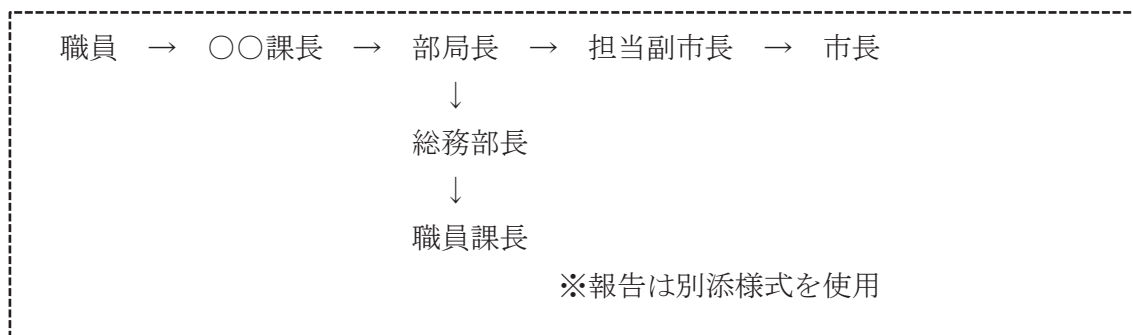 職員 → ○○課長 → 部局長 → 担当副市長 → 市長
↓
総務部長
↓
職員課長
※報告は別添様式を使用